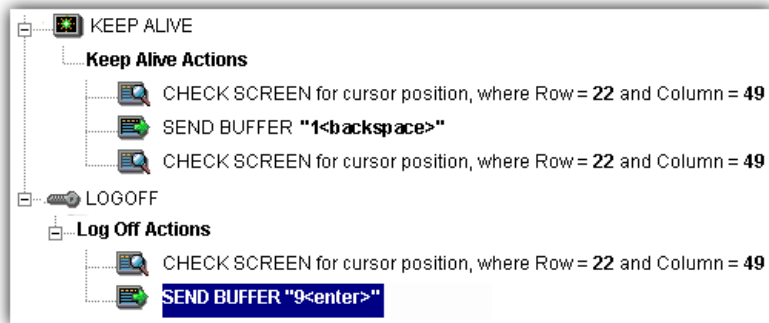 KEEP ALIVE
Keep Alive Actions
CHECK SCREEN for cursor position, where Row = 22 and Column = 49
SEND BUFFER "1<backspace>"
CHECK SCREEN for cursor position, where Row = 22 and Column = 49
LOGOFF
Log Off Actions
CHECK SCREEN for cursor position, where Row = 22 and Column = 49
SEND BUFFER "9<enter>"